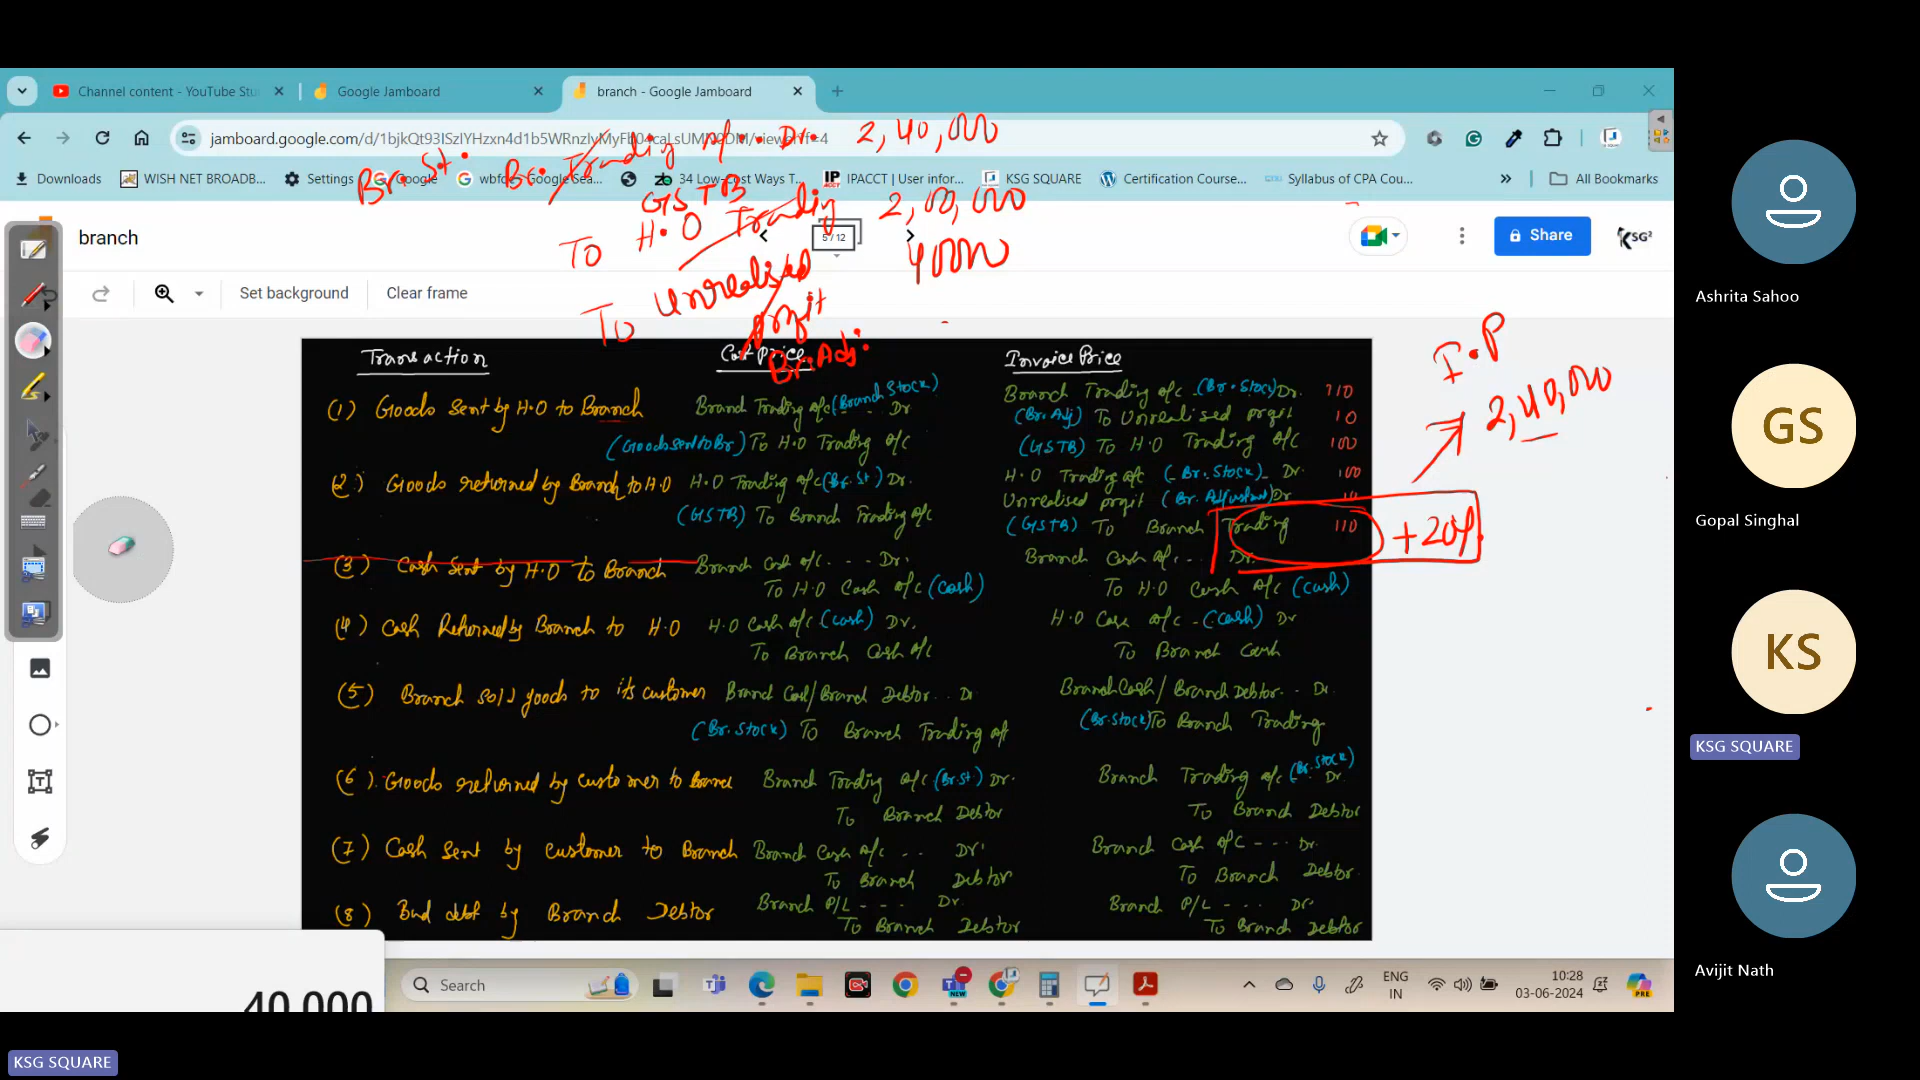 Channel content - YouTube Stu
Google Jamboard
branch - Google Jamboard
Downloads
WISH NET BROADB...
Settings
Google
wbfc - Google Sea...
34 Low-Cost Ways T...
IPACCT | User infor...
KSG SQUARE
Certification Course...
Syllabus of CPA Cou...
All Bookmarks
Br. St. Br. Trading A/c. Dr. 2,40,000
GSTB
To H.O Trading 2,00,000
To Unrealised profit 40000
Br. Adj.
branch
5 / 12
Share
KSG²
Set background
Clear frame
I.P
2,40,000
+20%
Transaction Cost Price Invoice Price
(1) Goods Sent by H.O to Branch
Branch Trading a/c (Branch Stock) Dr
(Goods sent to Br) To H.O Trading a/c
Branch Trading a/c (Br. Stock) Dr. 110
(Br. Adj) To Unrealised profit 10
(GSTB) To H.O Trading a/c 100
(2) Goods returned by Branch to H.O
H.O Trading a/c (Br. St) Dr.
(GSTB) To Branch Trading a/c
H.O Trading a/c (Br. Stock) Dr. 100
Unrealised profit (Br. Adjustment) Dr 10
(GSTB) To Branch Trading 110
(3) Cash Sent by H.O to Branch
Branch Cash a/c ... Dr.
To H.O Cash a/c (Cash)
Branch Cash a/c ... Dr.
To H.O Cash a/c (Cash)
(4) Cash Returned by Branch to H.O
H.O Cash a/c (Cash) Dr.
To Branch Cash a/c
H.O Cash a/c - (Cash) Dr
To Branch Cash
(5) Branch sold goods to its customer
Branch Cash/Branch Debtor .. Dr
(Br. Stock) To Branch Trading a/c
Branch Cash/Branch Debtor .. Dr.
(Br. Stock) To Branch Trading
(6) Goods returned by customer to Branch
Branch Trading a/c (Br. St) Dr.
To Branch Debtor
Branch Trading a/c (Br. Stock) Dr.
To Branch Debtor
(7) Cash Sent by customer to Branch
Branch Cash a/c .. Dr.
To Branch Debtor
Branch Cash a/c --- Dr.
To Branch Debtor
(8) Bad debt by Branch Debtor
Branch P/L ---- Dr.
To Branch Debtor
Branch P/L --- Dr.
To Branch Debtor
40,000
Search
NEW
ENG
IN
10:28
03-06-2024
PRE
Ashrita Sahoo
GS
Gopal Singhal
KS
KSG SQUARE
Avijit Nath
KSG SQUARE